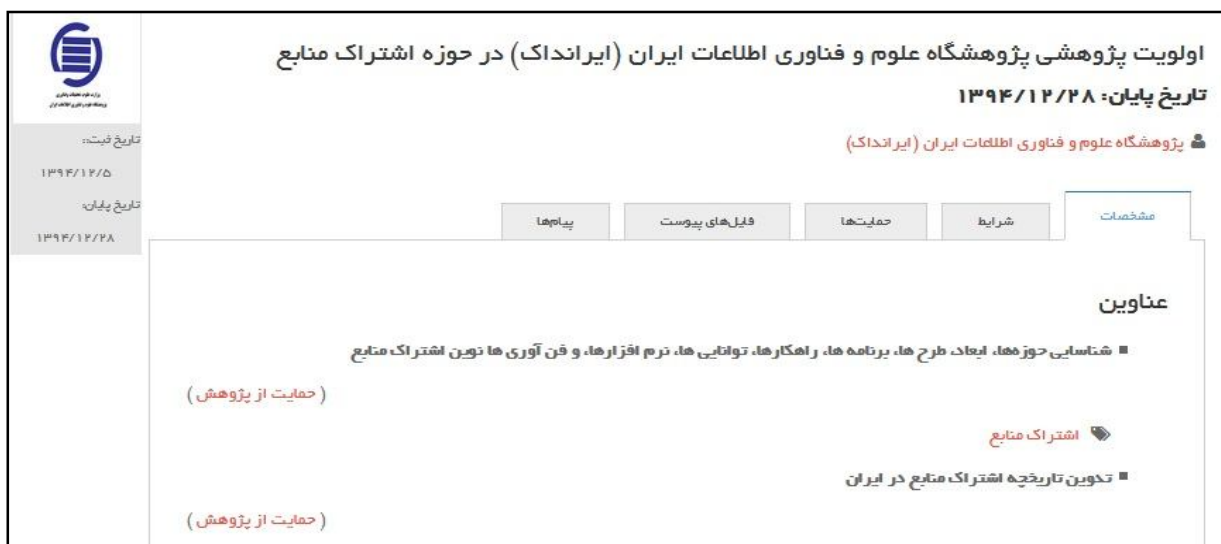 اولویت پژوهشی پژوهشگاه علوم و فناوری اطلاعات ایران (ایرانداک) در حوزه اشتراک منابع
تاریخ پایان: ۱۳۹۴/۱۲/۲۸
پژوهشگاه علوم و فناوری اطلاعات ایران (ایرانداک)
تاریخ ثبت:
۱۳۹۴/۱۲/۵
تاریخ پایان:
۱۳۹۴/۱۲/۲۸
مشخصات
شرایط
حمایت‌ها
فایل‌های پیوست
پیام‌ها
عناوین
شناسایی حوزه‌ها، ابعاد، طرح ها، برنامه ها، راهکارها، توانایی ها، نرم افزارها، و فن آوری ها نوین اشتراک منابع
( حمایت از پژوهش )
اشتراک منابع
تدوین تاریخچه اشتراک منابع در ایران
( حمایت از پژوهش )